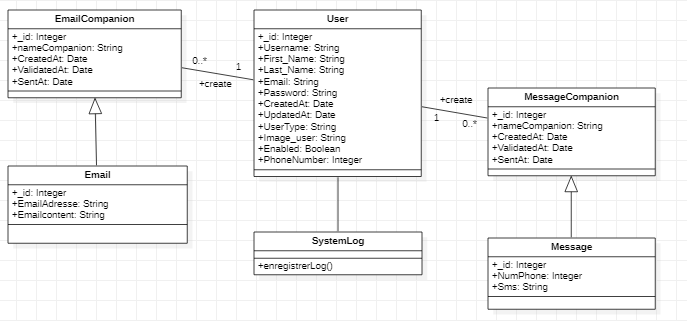 EmailCompanion
+_id: Integer
+nameCompanion: String
+CreatedAt: Date
+ValidatedAt: Date
+SentAt: Date
0..*
1
+create
User
+_id: Integer
+Username: String
+First_Name: String
+Last_Name: String
+Email: String
+Password: String
+CreatedAt: Date
+UpdatedAt: Date
+UserType: String
+Image_user: String
+Enabled: Boolean
+PhoneNumber: Integer
+create
1
0..*
MessageCompanion
+_id: Integer
+nameCompanion: String
+CreatedAt: Date
+ValidatedAt: Date
+SentAt: Date
Email
+_id: Integer
+EmailAdresse: String
+Emailcontent: String
SystemLog
+enregistrerLog()
Message
+_id: Integer
+NumPhone: Integer
+Sms: String